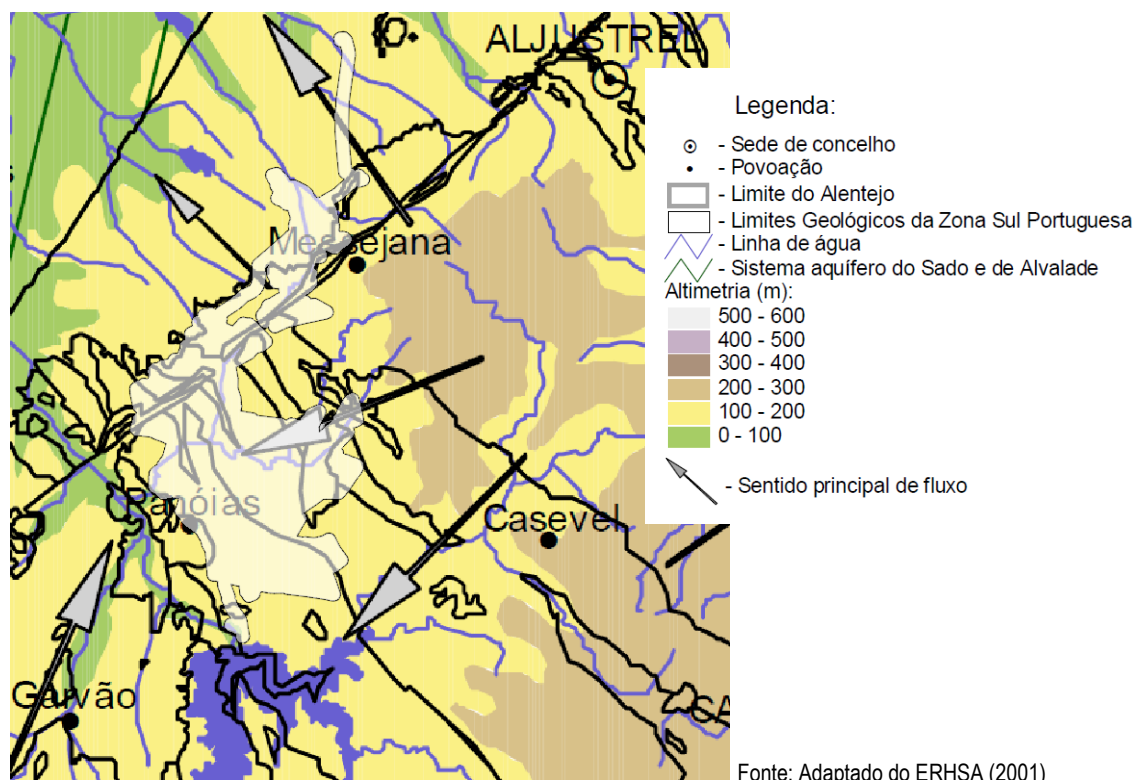 ALJUSTREL
Messejana
Panóias
Casevel
Garvão
CA
Legenda:
- Sede de concelho
- Povoação
- Limite do Alentejo
- Limites Geológicos da Zona Sul Portuguesa
- Linha de água
- Sistema aquífero do Sado e de Alvalade
Altimetria (m):
500 - 600
400 - 500
300 - 400
200 - 300
100 - 200
0 - 100
- Sentido principal de fluxo
Fonte: Adaptado do ERHSA (2001)